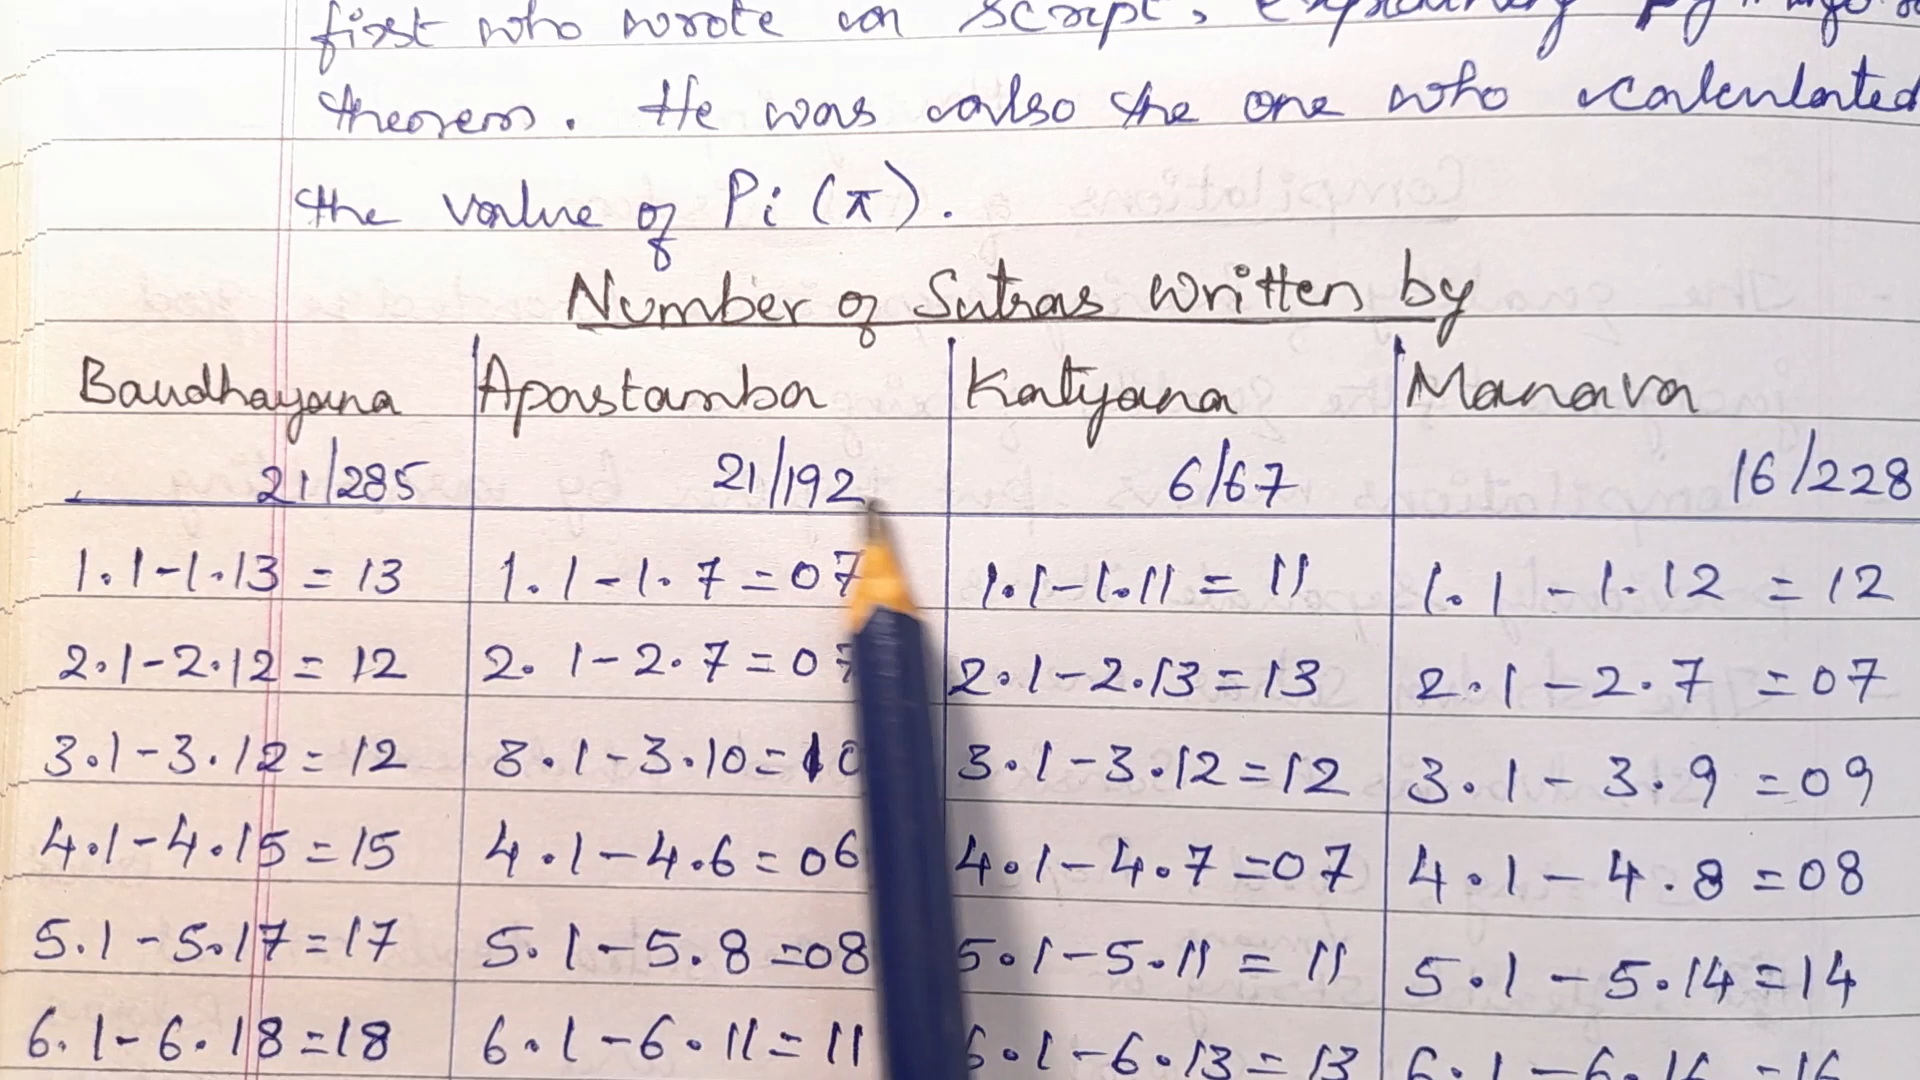 first who wrote in script, explaining
theorem. He was also the one who calculated
the value of Pi (π).
Number of Sutras written by
Baudhayana Apastamba Katyana Manava
21/285 21/192 6/67 16/228
1.1-1.13 = 13 1.1-1.7=07 1.1-1.11 = 11 1.1-1.12 = 12
2.1-2.12 = 12 2.1-2.7=07 2.1-2.13=13 2.1-2.7 =07
3.1-3.12=12 3.1-3.10=10 3.1-3.12=12 3.1-3.9 =09
4.1-4.15=15 4.1-4.6=06 4.1-4.7=07 4.1-4.8=08
5.1-5.17=17 5.1-5.8=08 5.1-5.11 = 11 5.1-5.14=14
6.1-6.18=18 6.1-6.11=11 6.1-6.13=13 6.1-6.16=16